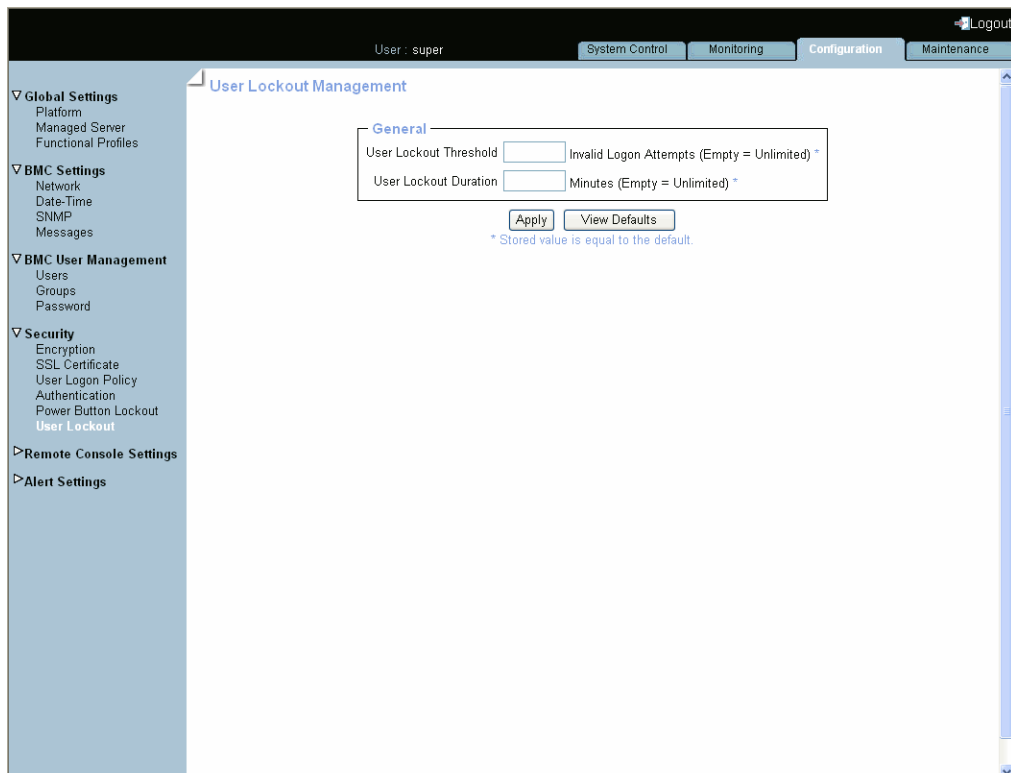 Logout
User : super
System Control
Monitoring
Configuration
Maintenance
Global Settings
Platform
Managed Server
Functional Profiles
BMC Settings
Network
Date-Time
SNMP
Messages
BMC User Management
Users
Groups
Password
Security
Encryption
SSL Certificate
User Logon Policy
Authentication
Power Button Lockout
User Lockout
Remote Console Settings
Alert Settings
User Lockout Management
General
User Lockout Threshold Invalid Logon Attempts (Empty = Unlimited) *
User Lockout Duration Minutes (Empty = Unlimited) *
Apply View Defaults
* Stored value is equal to the default.